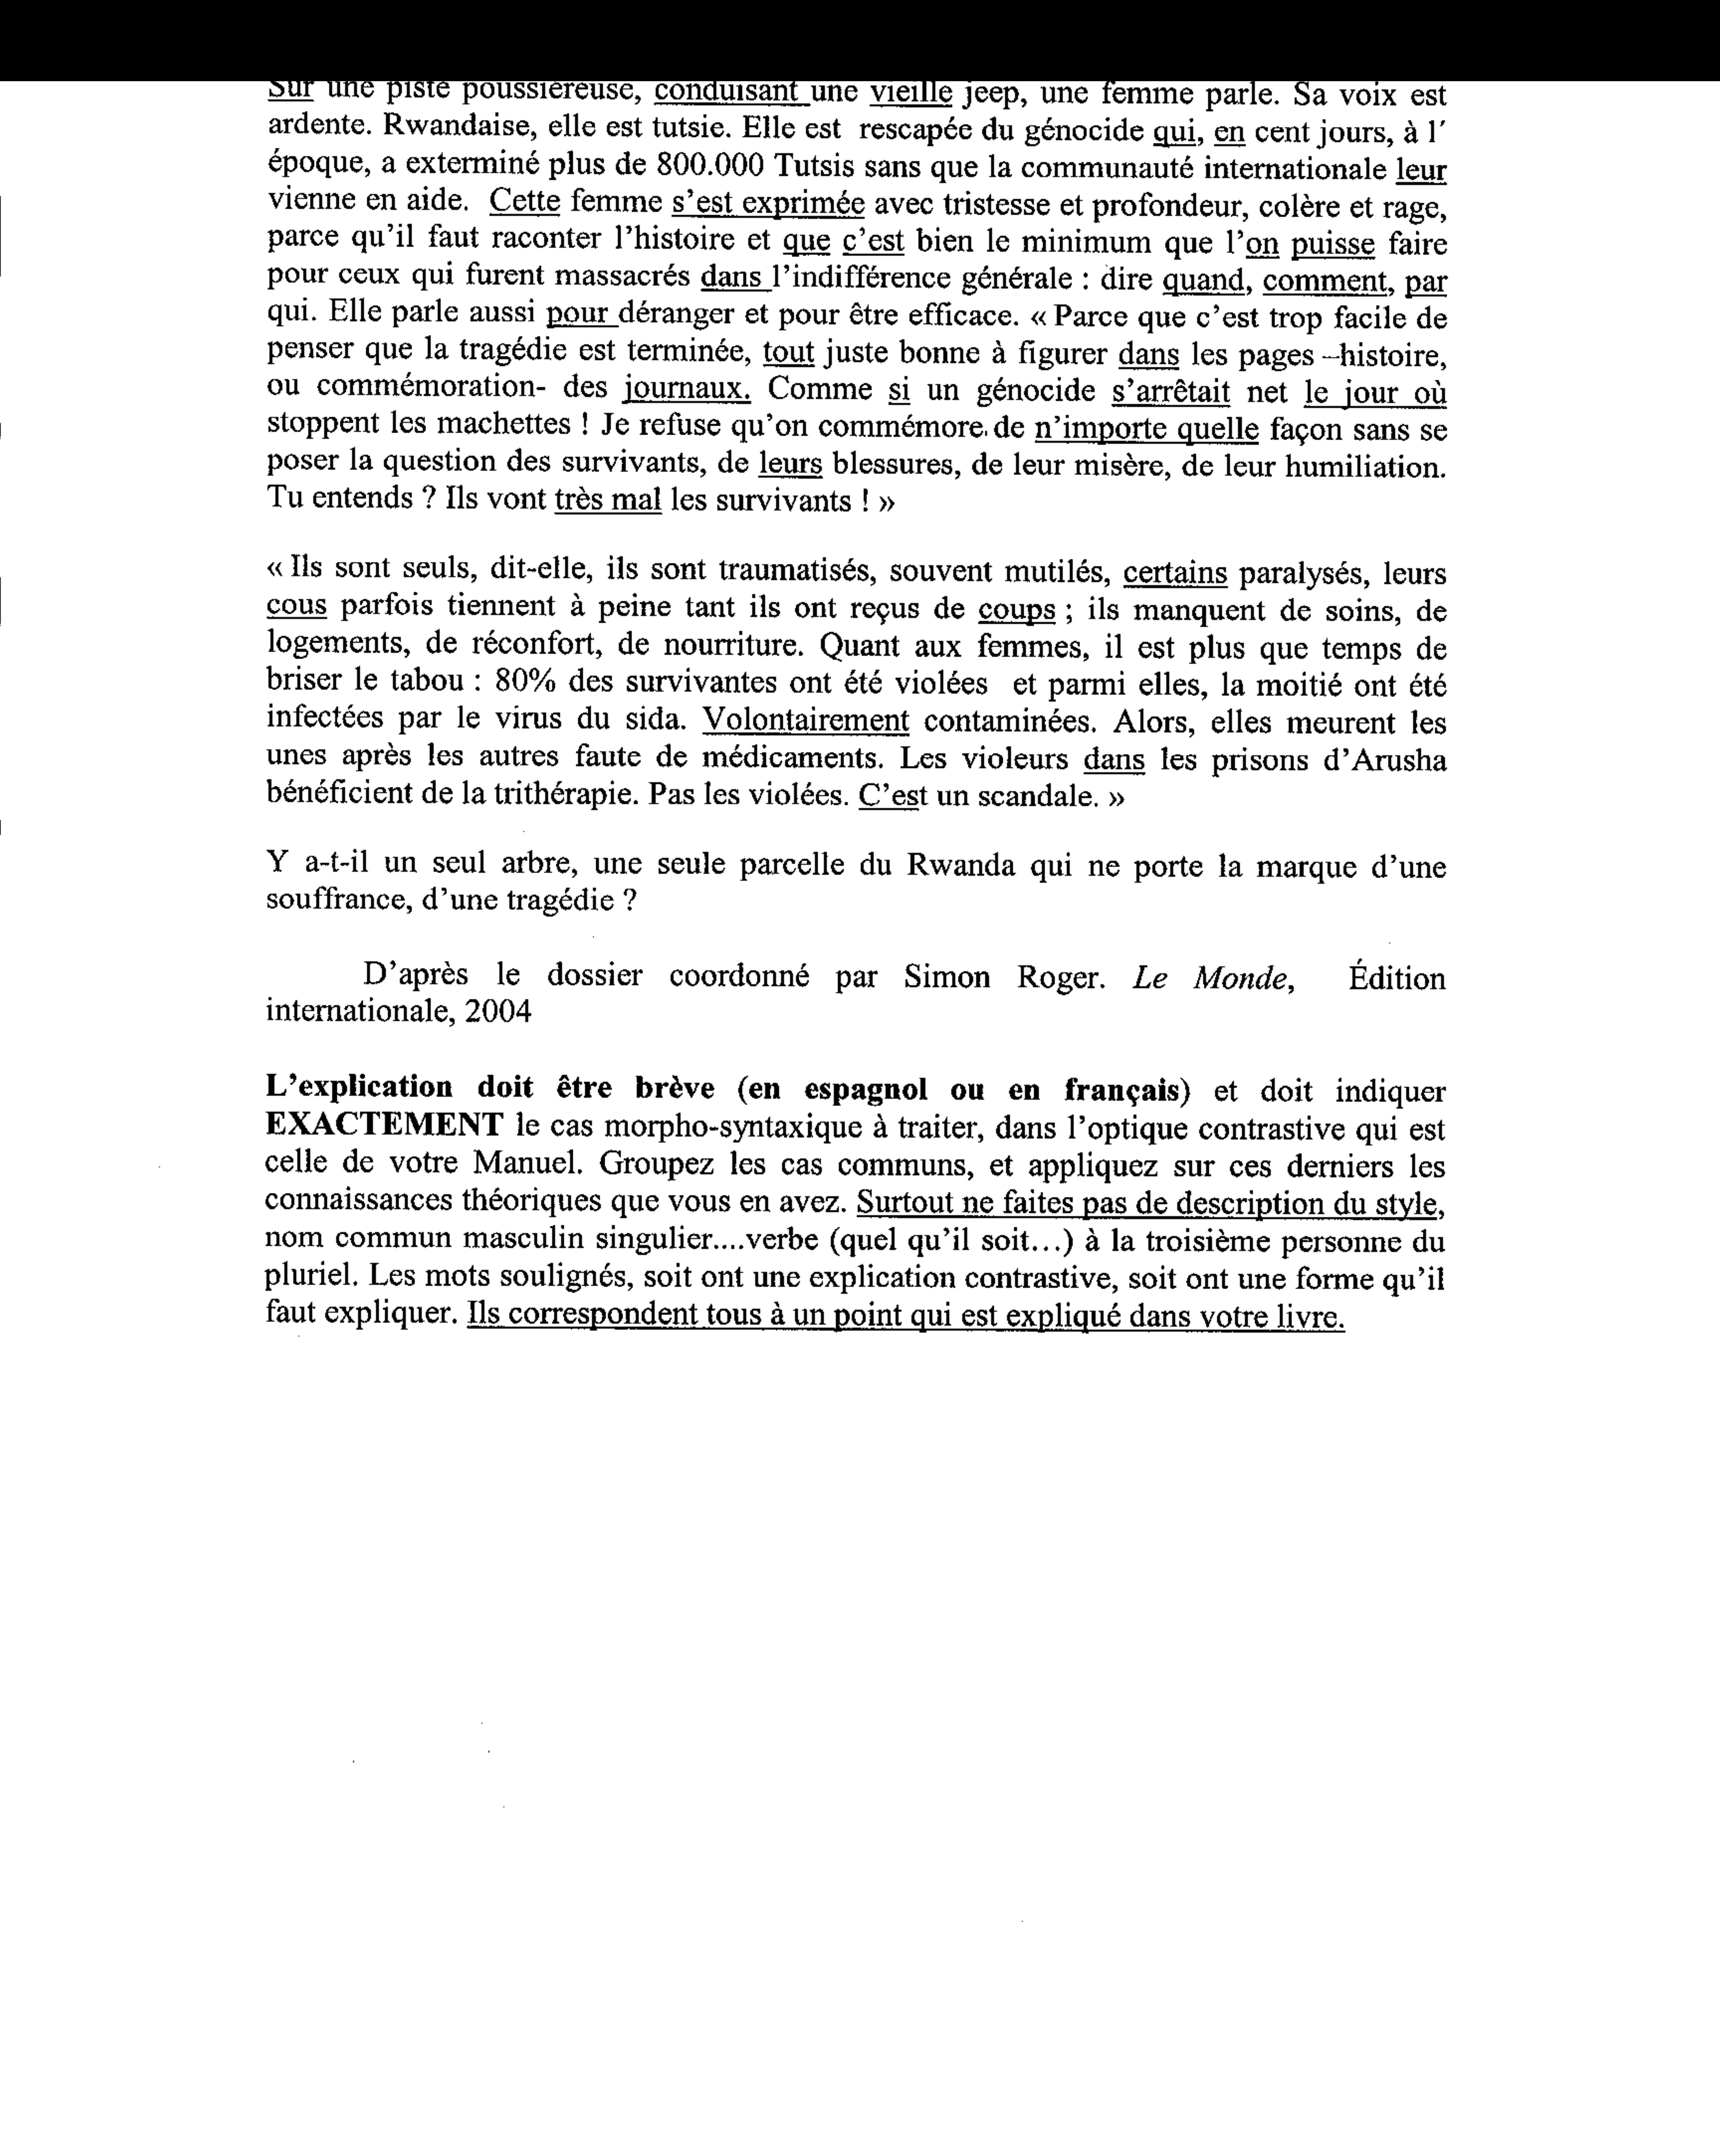 Sur une piste poussiéreuse, conduisant une vieille jeep, une femme parle. Sa voix est
ardente. Rwandaise, elle est tutsie. Elle est rescapée du génocide qui, en cent jours, à l'
époque, a exterminé plus de 800.000 Tutsis sans que la communauté internationale leur
vienne en aide. Cette femme s'est exprimée avec tristesse et profondeur, colère et rage,
parce qu'il faut raconter l'histoire et que c'est bien le minimum que l'on puisse faire
pour ceux qui furent massacrés dans l'indifférence générale : dire quand, comment, par
qui. Elle parle aussi pour déranger et pour être efficace. « Parce que c'est trop facile de
penser que la tragédie est terminée, tout juste bonne à figurer dans les pages –histoire,
ou commémoration- des journaux. Comme si un génocide s'arrêtait net le jour où
stoppent les machettes ! Je refuse qu'on commémore de n'importe quelle façon sans se
poser la question des survivants, de leurs blessures, de leur misère, de leur humiliation.
Tu entends ? Ils vont très mal les survivants ! »
« Ils sont seuls, dit-elle, ils sont traumatisés, souvent mutilés, certains paralysés, leurs
cous parfois tiennent à peine tant ils ont reçus de coups ; ils manquent de soins, de
logements, de réconfort, de nourriture. Quant aux femmes, il est plus que temps de
briser le tabou : 80% des survivantes ont été violées et parmi elles, la moitié ont été
infectées par le virus du sida. Volontairement contaminées. Alors, elles meurent les
unes après les autres faute de médicaments. Les violeurs dans les prisons d'Arusha
bénéficient de la trithérapie. Pas les violées. C'est un scandale. »
Y a-t-il un seul arbre, une seule parcelle du Rwanda qui ne porte la marque d'une
souffrance, d'une tragédie ?
D'après le dossier coordonné par Simon Roger. Le Monde, Édition
internationale, 2004
L'explication doit être brève (en espagnol ou en français) et doit indiquer
EXACTEMENT le cas morpho-syntaxique à traiter, dans l'optique contrastive qui est
celle de votre Manuel. Groupez les cas communs, et appliquez sur ces derniers les
connaissances théoriques que vous en avez. Surtout ne faites pas de description du style,
nom commun masculin singulier....verbe (quel qu'il soit...) à la troisième personne du
pluriel. Les mots soulignés, soit ont une explication contrastive, soit ont une forme qu'il
faut expliquer. Ils correspondent tous à un point qui est expliqué dans votre livre.